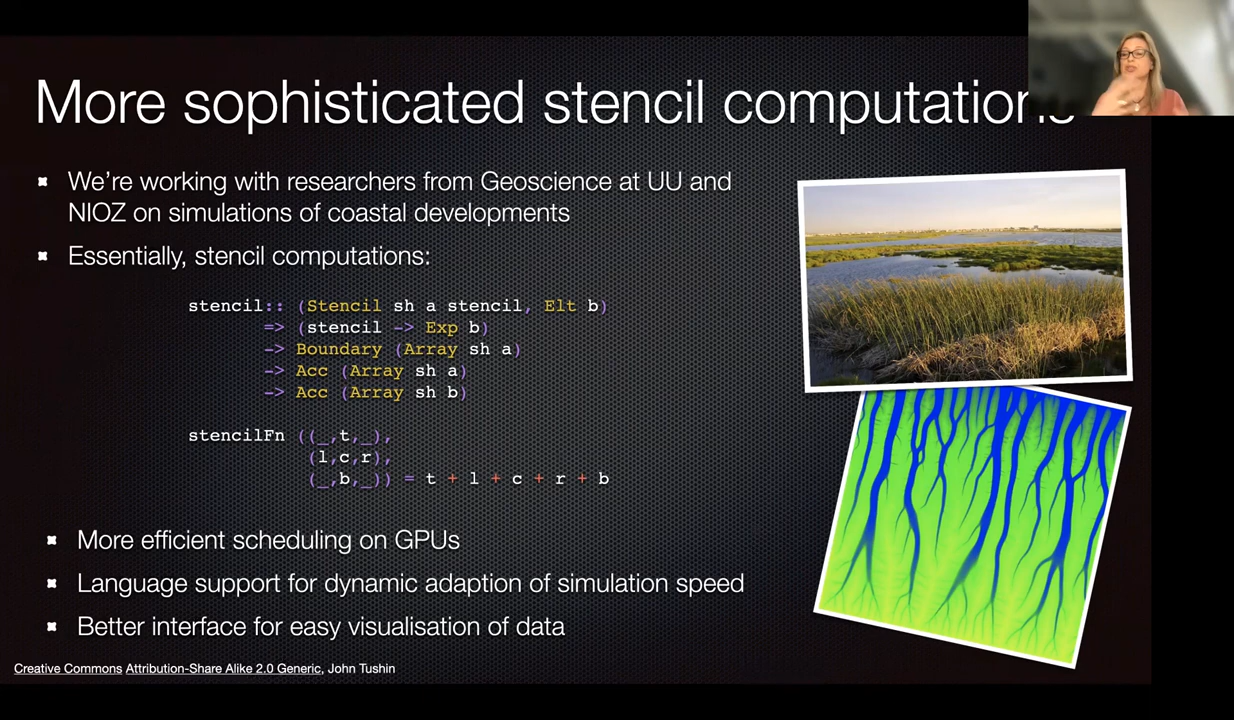 More sophisticated stencil computations
We're working with researchers from Geoscience at UU and
NIOZ on simulations of coastal developments
Essentially, stencil computations:
stencil:: (Stencil sh a stencil, Elt b)
=> (stencil -> Exp b)
-> Boundary (Array sh a)
-> Acc (Array sh a)
-> Acc (Array sh b)
stencilFn ((_,t,_),
(l,c,r),
(_,b,_)) = t + l + c + r + b
More efficient scheduling on GPUs
Language support for dynamic adaption of simulation speed
Better interface for easy visualisation of data
Creative Commons Attribution-Share Alike 2.0 Generic, John Tushin